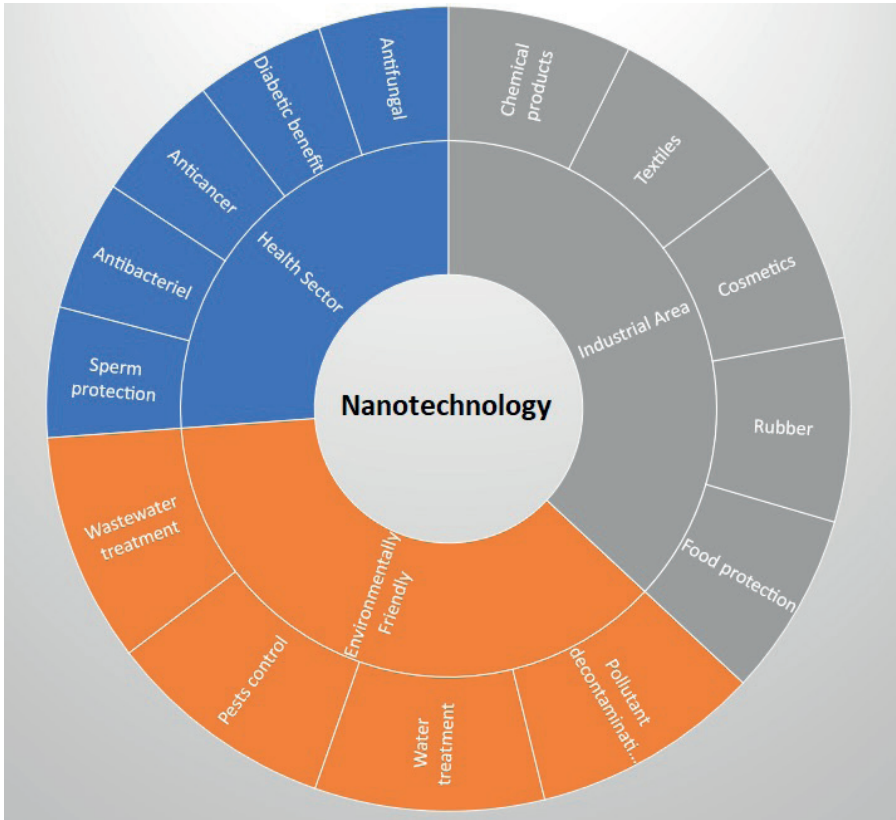 Nanotechnology
Industrial Area
Chemical
products
Textiles
Cosmetics
Rubber
Food protection
Environmentally
Friendly
Pollutant
decontaminati...
Water
treatment
Pests control
Wastewater
treatment
Health Sector
Sperm
protection
Antibacteriel
Anticancer
Diabetic benefit
Antifungal